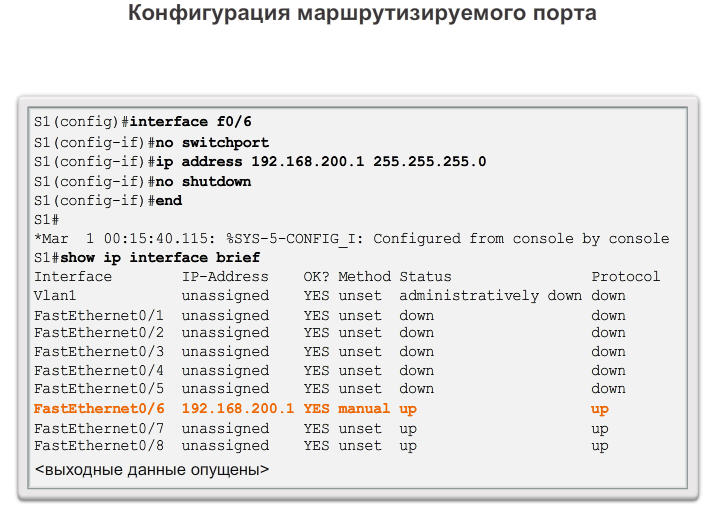 Конфигурация маршрутизируемого порта
S1(config)#interface f0/6
S1(config-if)#no switchport
S1(config-if)#ip address 192.168.200.1 255.255.255.0
S1(config-if)#no shutdown
S1(config-if)#end
S1#
*Mar  1 00:15:40.115: %SYS-5-CONFIG_I: Configured from console by console
S1#show ip interface brief
Interface        IP-Address    OK? Method Status                Protocol
Vlan1            unassigned    YES unset  administratively down down
FastEthernet0/1  unassigned    YES unset  down                  down
FastEthernet0/2  unassigned    YES unset  down                  down
FastEthernet0/3  unassigned    YES unset  down                  down
FastEthernet0/4  unassigned    YES unset  down                  down
FastEthernet0/5  unassigned    YES unset  down                  down
FastEthernet0/6  192.168.200.1 YES manual up                    up
FastEthernet0/7  unassigned    YES unset  up                    up
FastEthernet0/8  unassigned    YES unset  up                    up
<выходные данные опущены>